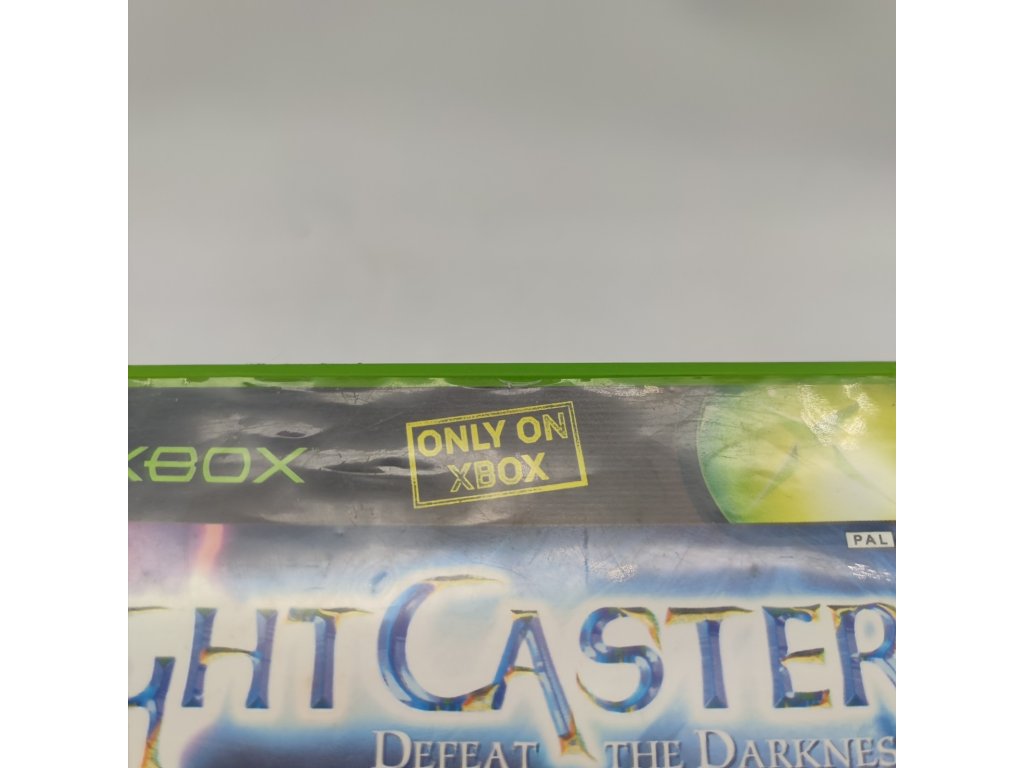 XBOX
ONLY ON
XBOX
PAL
GHTCASTER
DEFEAT THE DARKNES